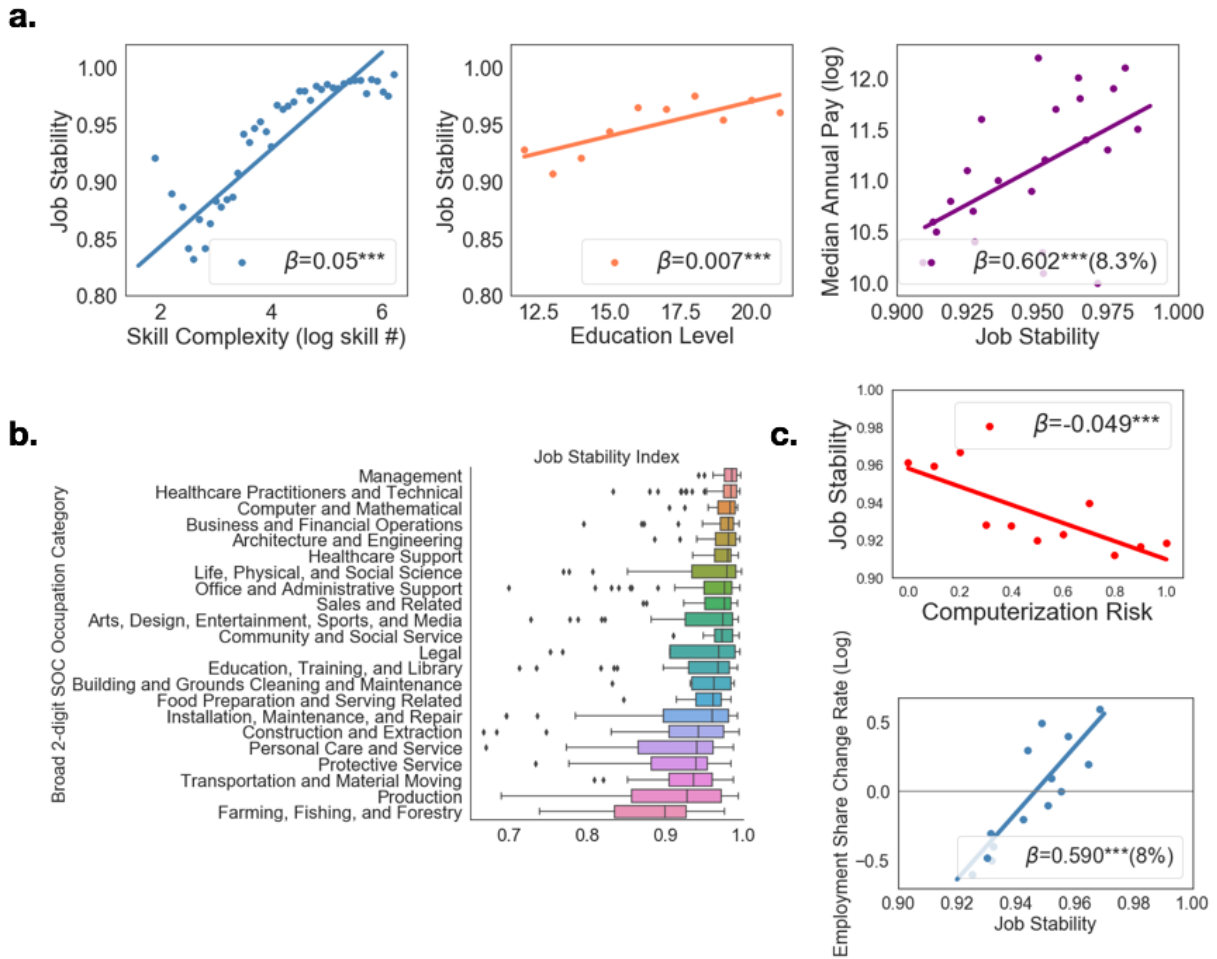 a.
1.00
0.95
0.90
0.85
0.80
Job Stability
β=0.05***
2
4
6
Skill Complexity (log skill #)
1.00
0.95
0.90
0.85
0.80
Job Stability
β=0.007***
12.5
15.0
17.5
20.0
Education Level
12.0
11.5
11.0
10.5
10.0
Median Annual Pay (log)
β=0.602***(8.3%)
0.900
0.925
0.950
0.975
1.000
Job Stability
b.
Job Stability Index
Broad 2-digit SOC Occupation Category
Management
Healthcare Practitioners and Technical
Computer and Mathematical
Business and Financial Operations
Architecture and Engineering
Healthcare Support
Life, Physical, and Social Science
Office and Administrative Support
Sales and Related
Arts, Design, Entertainment, Sports, and Media
Community and Social Service
Legal
Education, Training, and Library
Building and Grounds Cleaning and Maintenance
Food Preparation and Serving Related
Installation, Maintenance, and Repair
Construction and Extraction
Personal Care and Service
Protective Service
Transportation and Material Moving
Production
Farming, Fishing, and Forestry
0.7
0.8
0.9
1.0
c.
1.00
0.98
0.96
0.94
0.92
0.90
Job Stability
β=-0.049***
0.0
0.2
0.4
0.6
0.8
1.0
Computerization Risk
Employment Share Change Rate (Log)
0.5
0.0
−0.5
β=0.590***(8%)
0.90
0.92
0.94
0.96
0.98
1.00
Job Stability